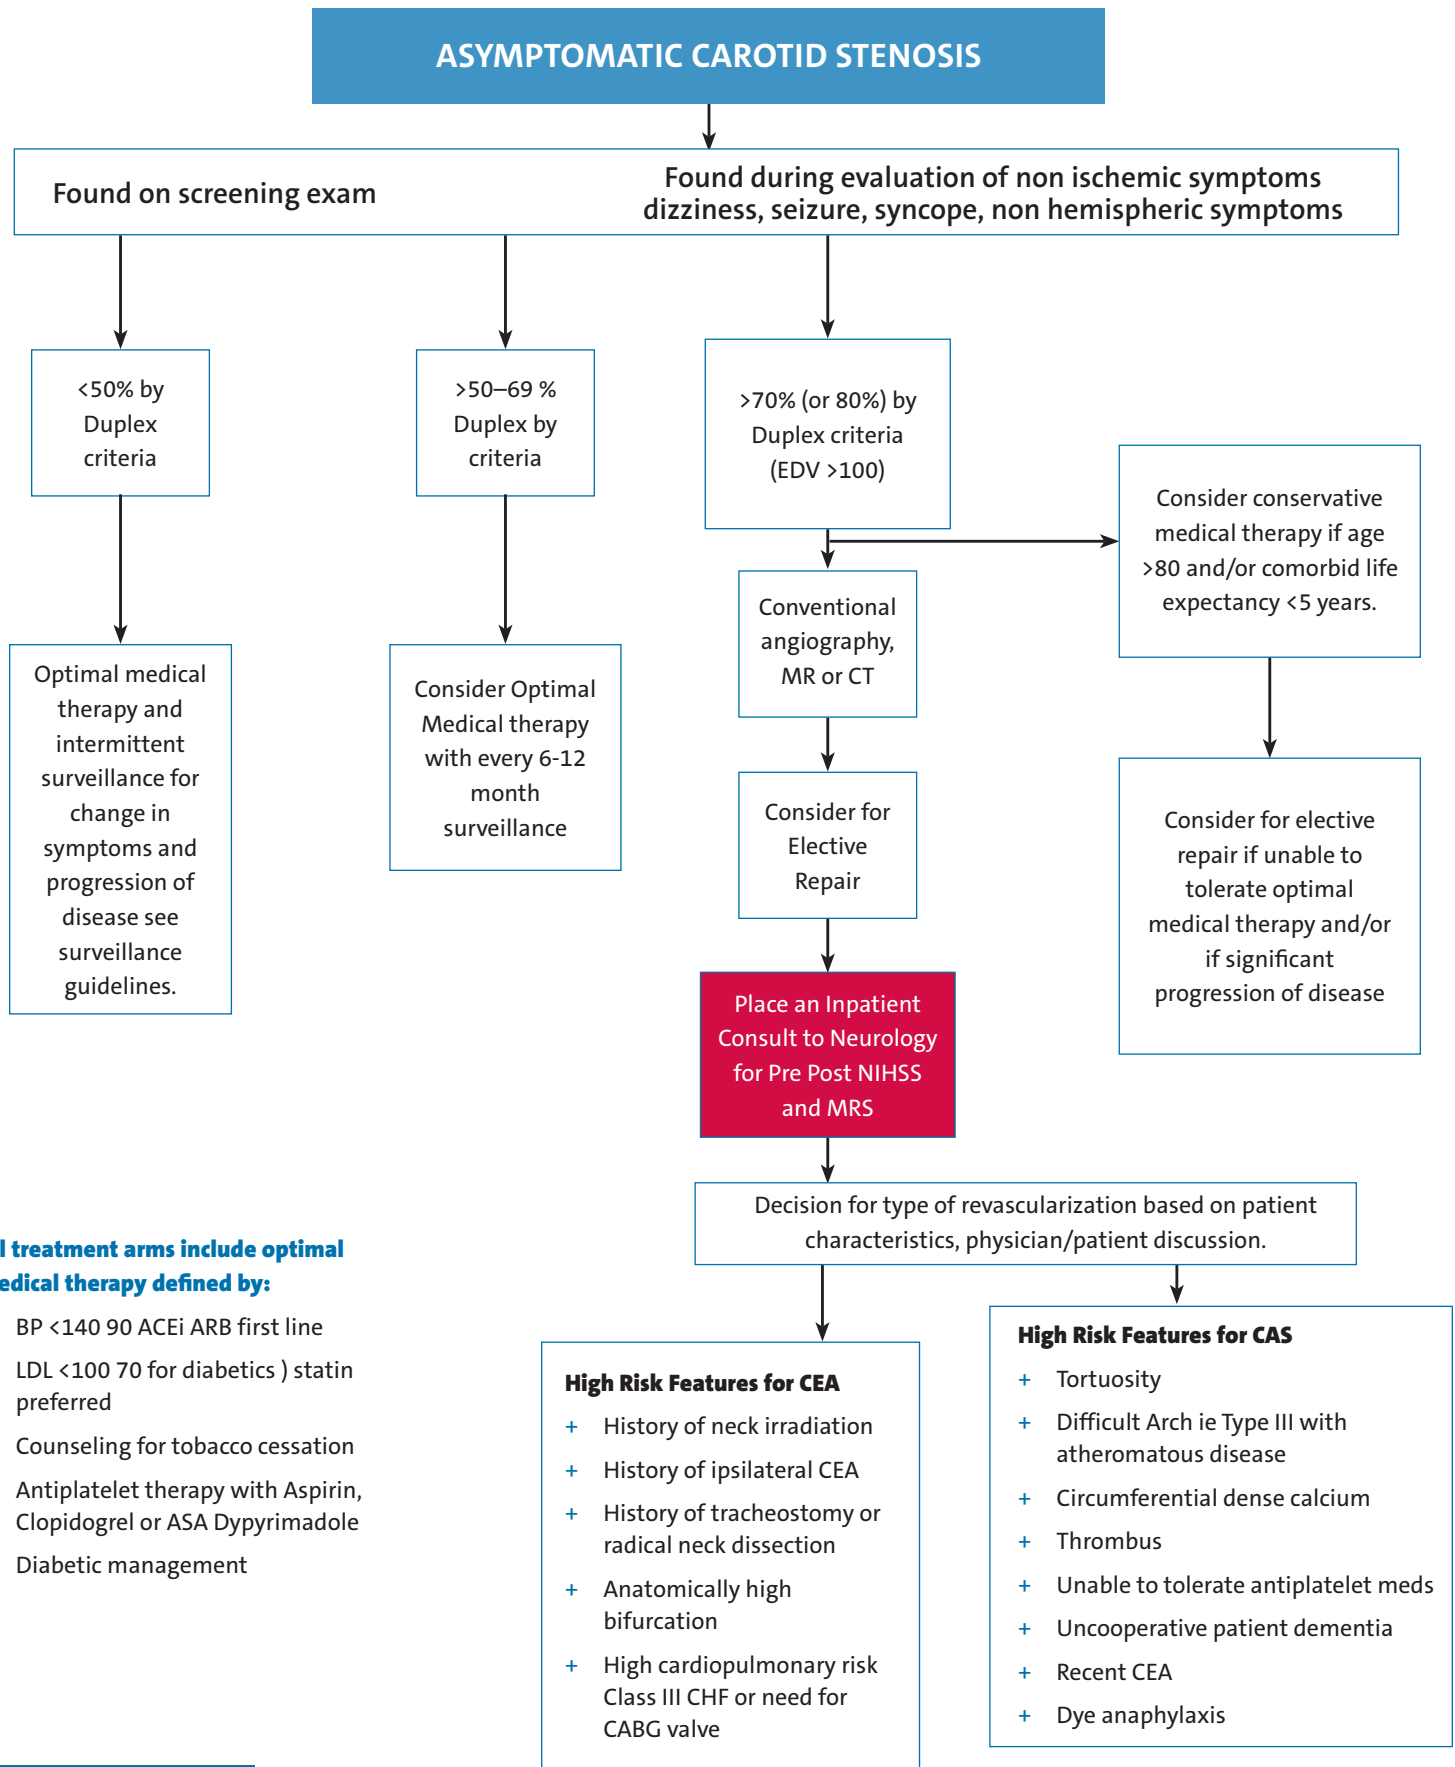 ASYMPTOMATIC CAROTID STENOSIS
Found on screening exam
Found during evaluation of non ischemic symptoms
dizziness, seizure, syncope, non hemispheric symptoms
<50% by
Duplex
criteria
>50–69 %
Duplex by
criteria
>70% (or 80%) by
Duplex criteria
(EDV >100)
Consider conservative
medical therapy if age
>80 and/or comorbid life
expectancy <5 years.
Conventional
angiography,
MR or CT
Optimal medical
therapy and
intermittent
surveillance for
change in
symptoms and
progression of
disease see
surveillance
guidelines.
Consider Optimal
Medical therapy
with every 6-12
month
surveillance
Consider for
Elective
Repair
Consider for elective
repair if unable to
tolerate optimal
medical therapy and/or
if significant
progression of disease
Place an Inpatient
Consult to Neurology
for Pre Post NIHSS
and MRS
Decision for type of revascularization based on patient
characteristics, physician/patient discussion.
l treatment arms include optimal
edical therapy defined by:
BP <140 90 ACEi ARB first line
LDL <100 70 for diabetics ) statin
preferred
Counseling for tobacco cessation
Antiplatelet therapy with Aspirin,
Clopidogrel or ASA Dypyrimadole
Diabetic management
High Risk Features for CEA
+ History of neck irradiation
+ History of ipsilateral CEA
+ History of tracheostomy or
radical neck dissection
+ Anatomically high
bifurcation
+ High cardiopulmonary risk
Class III CHF or need for
CABG valve
High Risk Features for CAS
+ Tortuosity
+ Difficult Arch ie Type III with
atheromatous disease
+ Circumferential dense calcium
+ Thrombus
+ Unable to tolerate antiplatelet meds
+ Uncooperative patient dementia
+ Recent CEA
+ Dye anaphylaxis